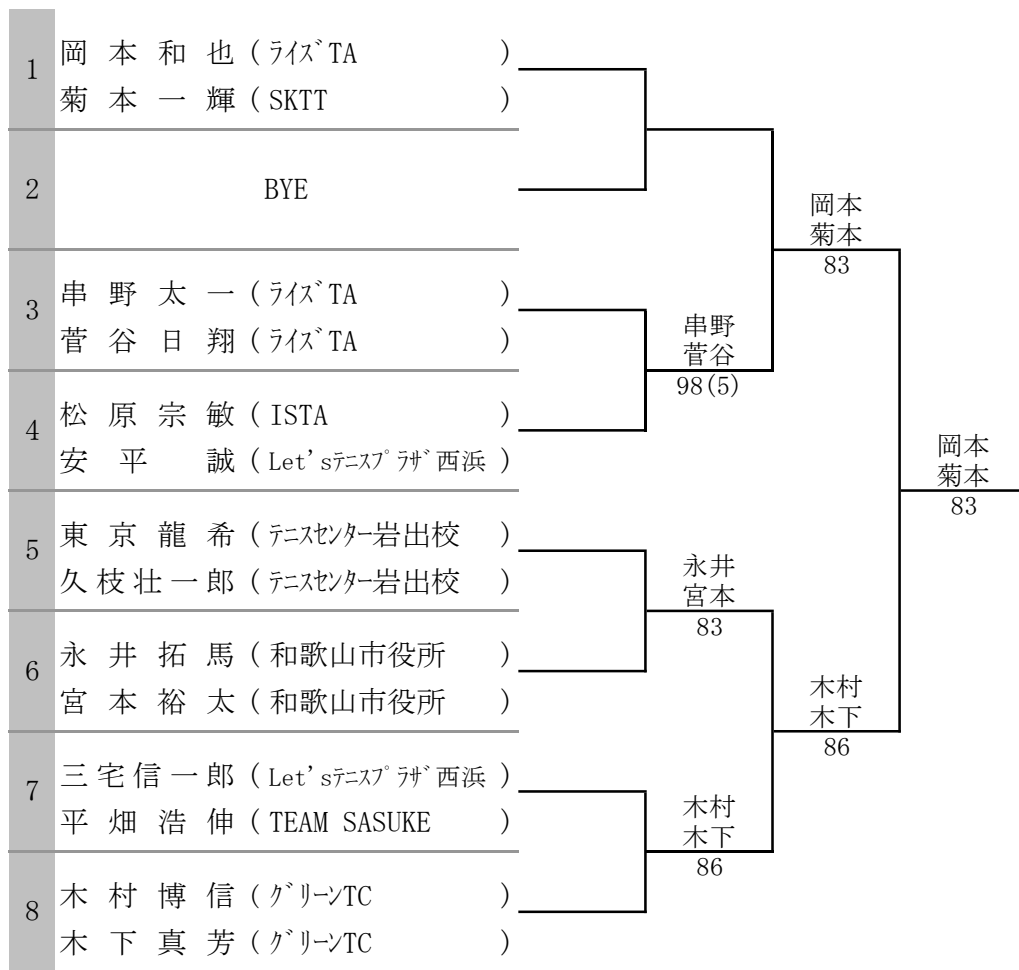 1
岡本和也(ライズTA)
菊本一輝(SKTT)
2
BYE
3
串野太一(ライズTA)
菅谷日翔(ライズTA)
4
松原宗敏(ISTA)
安平 誠(Let'sテニスプラザ西浜)
5
東京龍希(テニスセンター岩出校)
久枝壮一郎(テニスセンター岩出校)
6
永井拓馬(和歌山市役所)
宮本裕太(和歌山市役所)
7
三宅信一郎(Let'sテニスプラザ西浜)
平畑浩伸(TEAM SASUKE)
8
木村博信(グリーンTC)
木下真芳(グリーンTC)
串野
菅谷
98(5)
永井
宮本
83
木村
木下
86
岡本
菊本
83
木村
木下
86
岡本
菊本
83